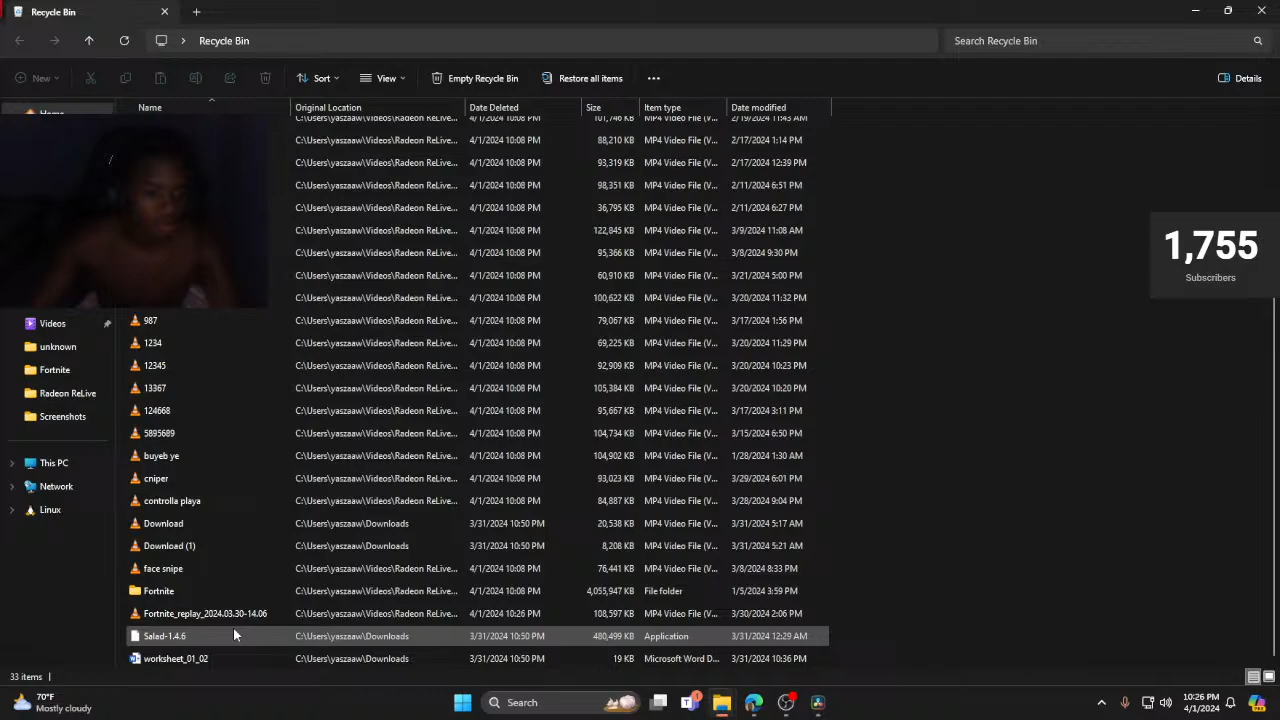 Recycle Bin
Recycle Bin
Search Recycle Bin
New Sort View Empty Recycle Bin Restore all items ... Details
Name Original Location Date Deleted Size Item type Date modified
Home C:\Users\yaszaaw\Videos\Radeon ReLive... 4/1/2024 10:08 PM 101,746 KB MP4 Video File (V... 2/19/2024 11:43 AM
C:\Users\yaszaaw\Videos\Radeon ReLive... 4/1/2024 10:08 PM 88,210 KB MP4 Video File (V... 2/17/2024 1:14 PM
C:\Users\yaszaaw\Videos\Radeon ReLive... 4/1/2024 10:08 PM 93,319 KB MP4 Video File (V... 2/17/2024 12:39 PM
C:\Users\yaszaaw\Videos\Radeon ReLive... 4/1/2024 10:08 PM 98,351 KB MP4 Video File (V... 2/11/2024 6:51 PM
C:\Users\yaszaaw\Videos\Radeon ReLive... 4/1/2024 10:08 PM 36,795 KB MP4 Video File (V... 2/11/2024 6:27 PM
C:\Users\yaszaaw\Videos\Radeon ReLive... 4/1/2024 10:08 PM 122,845 KB MP4 Video File (V... 3/9/2024 11:08 AM
C:\Users\yaszaaw\Videos\Radeon ReLive... 4/1/2024 10:08 PM 95,366 KB MP4 Video File (V... 3/8/2024 9:30 PM
C:\Users\yaszaaw\Videos\Radeon ReLive... 4/1/2024 10:08 PM 60,910 KB MP4 Video File (V... 3/21/2024 5:00 PM
C:\Users\yaszaaw\Videos\Radeon ReLive... 4/1/2024 10:08 PM 100,622 KB MP4 Video File (V... 3/20/2024 11:32 PM
987 C:\Users\yaszaaw\Videos\Radeon ReLive... 4/1/2024 10:08 PM 79,067 KB MP4 Video File (V... 3/17/2024 1:56 PM
1234 C:\Users\yaszaaw\Videos\Radeon ReLive... 4/1/2024 10:08 PM 69,225 KB MP4 Video File (V... 3/20/2024 11:29 PM
12345 C:\Users\yaszaaw\Videos\Radeon ReLive... 4/1/2024 10:08 PM 92,909 KB MP4 Video File (V... 3/20/2024 10:23 PM
13367 C:\Users\yaszaaw\Videos\Radeon ReLive... 4/1/2024 10:08 PM 105,384 KB MP4 Video File (V... 3/20/2024 10:20 PM
124668 C:\Users\yaszaaw\Videos\Radeon ReLive... 4/1/2024 10:08 PM 95,667 KB MP4 Video File (V... 3/17/2024 3:11 PM
5895689 C:\Users\yaszaaw\Videos\Radeon ReLive... 4/1/2024 10:08 PM 104,734 KB MP4 Video File (V... 3/15/2024 6:50 PM
buyeb ye C:\Users\yaszaaw\Videos\Radeon ReLive... 4/1/2024 10:08 PM 104,902 KB MP4 Video File (V... 1/28/2024 1:30 AM
cniper C:\Users\yaszaaw\Videos\Radeon ReLive... 4/1/2024 10:08 PM 93,023 KB MP4 Video File (V... 3/29/2024 6:01 PM
controlla playa C:\Users\yaszaaw\Videos\Radeon ReLive... 4/1/2024 10:08 PM 84,887 KB MP4 Video File (V... 3/28/2024 9:04 PM
Download C:\Users\yaszaaw\Downloads 3/31/2024 10:50 PM 20,538 KB MP4 Video File (V... 3/31/2024 5:17 AM
Download (1) C:\Users\yaszaaw\Downloads 3/31/2024 10:50 PM 8,208 KB MP4 Video File (V... 3/31/2024 5:21 AM
face snipe C:\Users\yaszaaw\Videos\Radeon ReLive... 4/1/2024 10:08 PM 76,441 KB MP4 Video File (V... 3/8/2024 8:33 PM
Fortnite C:\Users\yaszaaw\Videos\Radeon ReLive... 4/1/2024 10:08 PM 4,055,947 KB File folder 1/5/2024 3:59 PM
Fortnite_replay_2024.03.30-14.06 C:\Users\yaszaaw\Videos\Radeon ReLive... 4/1/2024 10:26 PM 108,597 KB MP4 Video File (V... 3/30/2024 2:06 PM
Salad-1.4.6 C:\Users\yaszaaw\Downloads 3/31/2024 10:50 PM 480,499 KB Application 3/31/2024 12:29 AM
worksheet_01_02 C:\Users\yaszaaw\Downloads 3/31/2024 10:50 PM 19 KB Microsoft Word D... 3/31/2024 10:36 PM
Videos
unknown
Fortnite
Radeon ReLive
Screenshots
This PC
Network
Linux
1,755
Subscribers
33 items
70°F
Mostly cloudy
Search
1
10:26 PM
4/1/2024